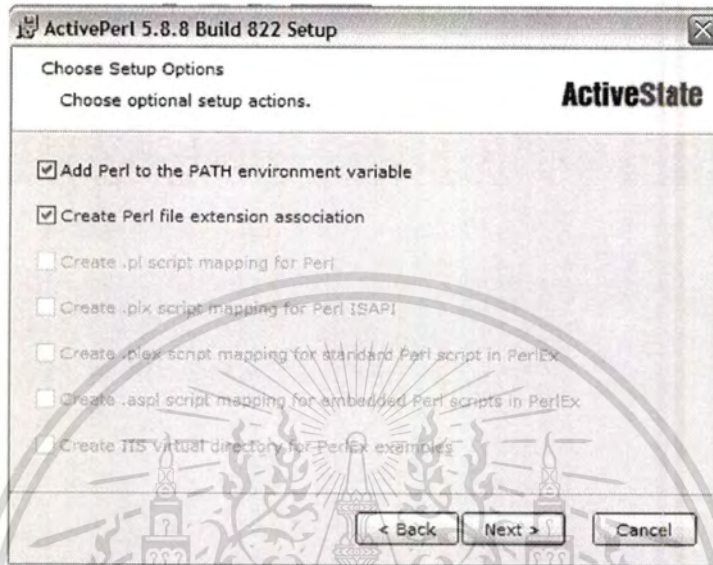 ActivePerl 5.8.8 Build 822 Setup
Choose Setup Options
Choose optional setup actions.
ActiveState
Add Perl to the PATH environment variable
Create Perl file extension association
Create .pl script mapping for Perl
Create .plx script mapping for Perl ISAPI
Create .plex script mapping for standard Perl script in PerlEx
Create .aspl script mapping for embedded Perl scripts in PerlEx
Create IIS virtual directory for PerlEx examples
< Back
Next >
Cancel